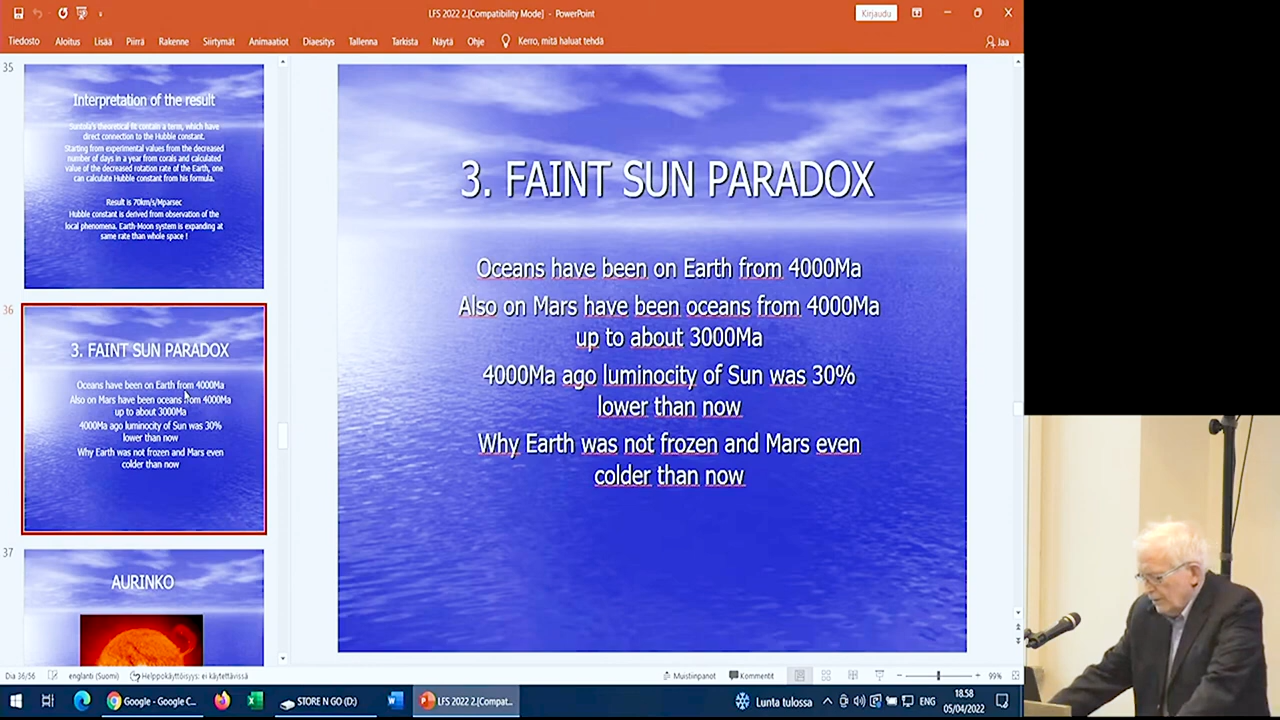 LFS 2022 2.[Compatibility Mode] - PowerPoint
Kirjaudu
Tiedosto Aloitus Lisää Piirrä Rakenne Siirtymät Animaatiot Diaesitys Tallenna Tarkista Näytä Ohje Kerro, mitä haluat tehdä Jaa
35
Interpretation of the result
Suntola's theoretical fit contain a term, which have
direct connection to the Hubble constant.
Starting from experimental values from the decreased
number of days in a year from corals and calculated
value of the decreased rotation rate of the Earth, one
can calculate Hubble constant from his formula.
Result is 70km/s/Mparsec
Hubble constant is derived from observation of the
local phenomena. Earth-Moon system is expanding at
same rate than whole space !
36
3. FAINT SUN PARADOX
Oceans have been on Earth from 4000Ma
Also on Mars have been oceans from 4000Ma
up to about 3000Ma
4000Ma ago luminocity of Sun was 30%
lower than now
Why Earth was not frozen and Mars even
colder than now
37
AURINKO
3. FAINT SUN PARADOX
Oceans have been on Earth from 4000Ma
Also on Mars have been oceans from 4000Ma
up to about 3000Ma
4000Ma ago luminocity of Sun was 30%
lower than now
Why Earth was not frozen and Mars even
colder than now
Dia 36/56 englanti (Suomi) Helppokäyttöisyys: ei käytettävissä Muistiinpanot Kommentit 99%
Google - Google C... STORE N GO (D:) LFS 2022 2.[Compat... Lunta tulossa ENG 18.58
05/04/2022